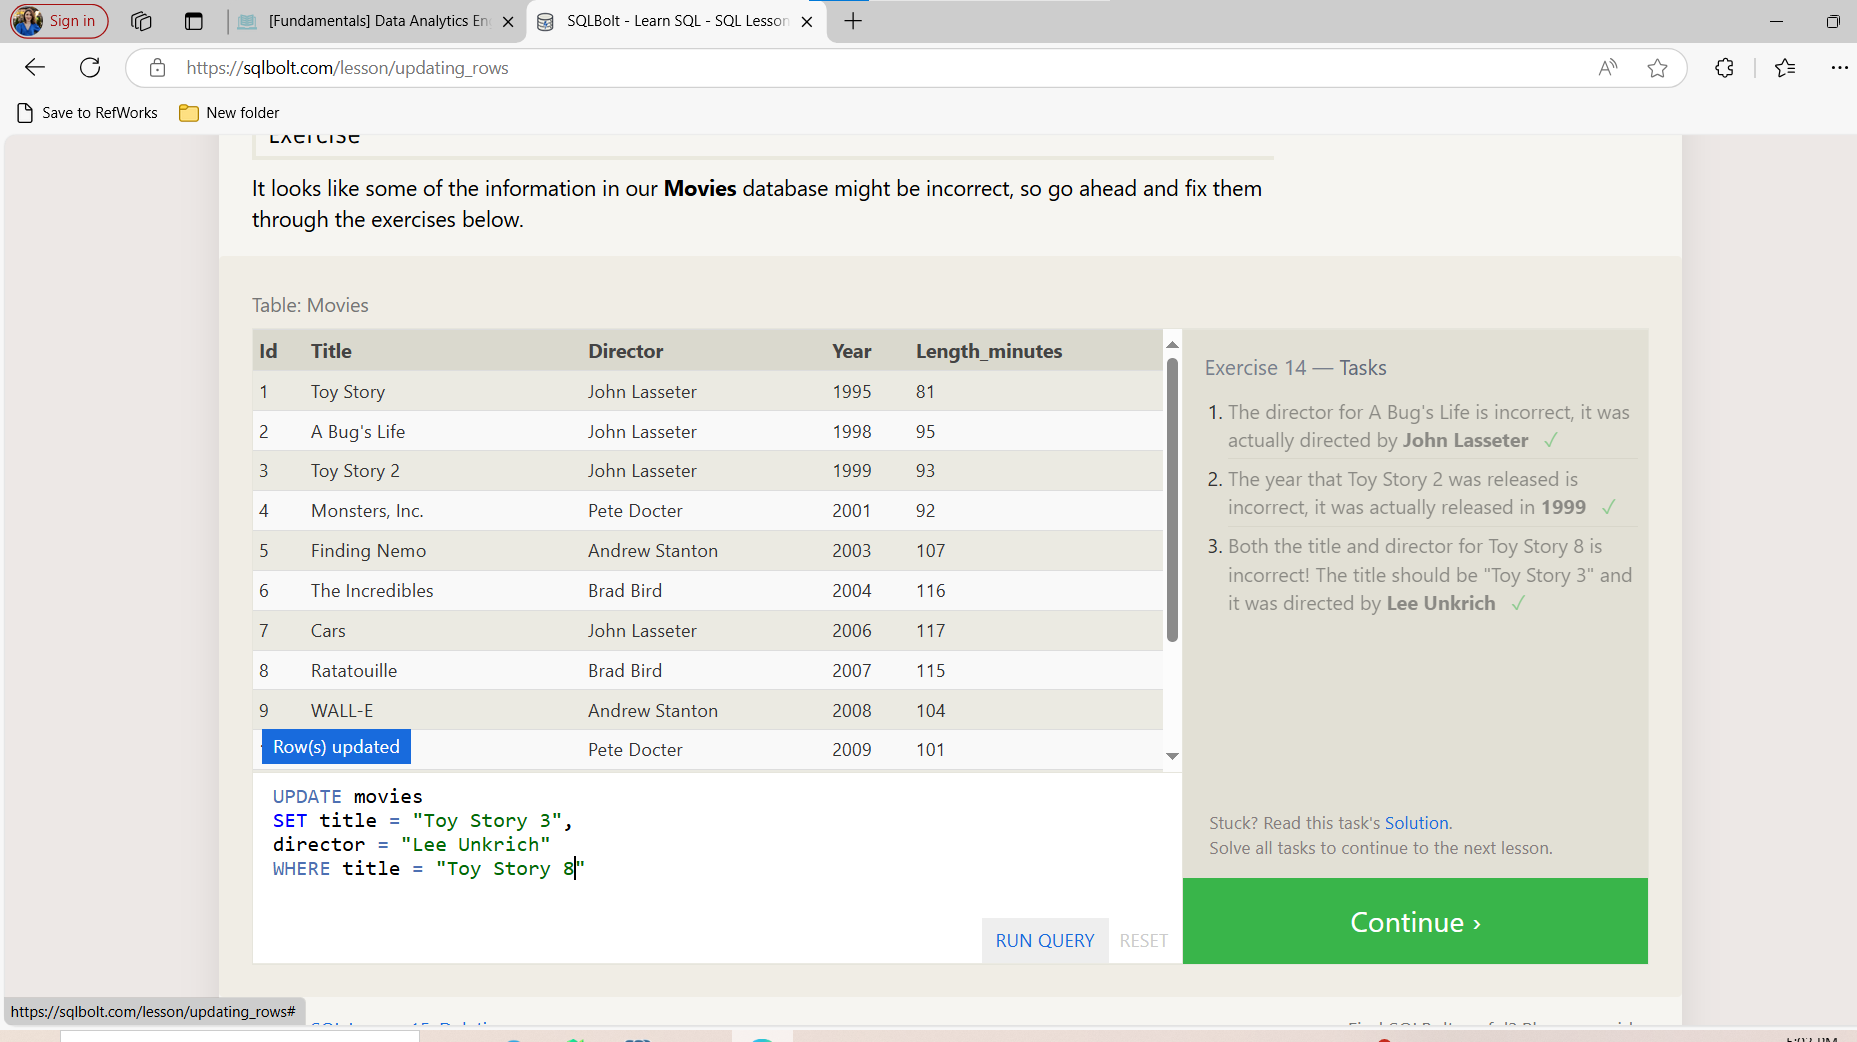 Sign in
[Fundamentals] Data Analytics En
SQLBolt - Learn SQL - SQL Lesson
https://sqlbolt.com/lesson/updating_rows
Save to RefWorks
New folder
Exercise
It looks like some of the information in our Movies database might be incorrect, so go ahead and fix them
through the exercises below.
Table: Movies
Id Title Director Year Length_minutes
1 Toy Story John Lasseter 1995 81
2 A Bug's Life John Lasseter 1998 95
3 Toy Story 2 John Lasseter 1999 93
4 Monsters, Inc. Pete Docter 2001 92
5 Finding Nemo Andrew Stanton 2003 107
6 The Incredibles Brad Bird 2004 116
7 Cars John Lasseter 2006 117
8 Ratatouille Brad Bird 2007 115
9 WALL-E Andrew Stanton 2008 104
Pete Docter 2009 101
Row(s) updated
UPDATE movies
SET title = "Toy Story 3",
director = "Lee Unkrich"
WHERE title = "Toy Story 8"
RUN QUERY
RESET
Exercise 14 — Tasks
1. The director for A Bug's Life is incorrect, it was
actually directed by John Lasseter ✓
2. The year that Toy Story 2 was released is
incorrect, it was actually released in 1999 ✓
3. Both the title and director for Toy Story 8 is
incorrect! The title should be "Toy Story 3" and
it was directed by Lee Unkrich ✓
Stuck? Read this task's Solution.
Solve all tasks to continue to the next lesson.
Continue ›
https://sqlbolt.com/lesson/updating_rows#